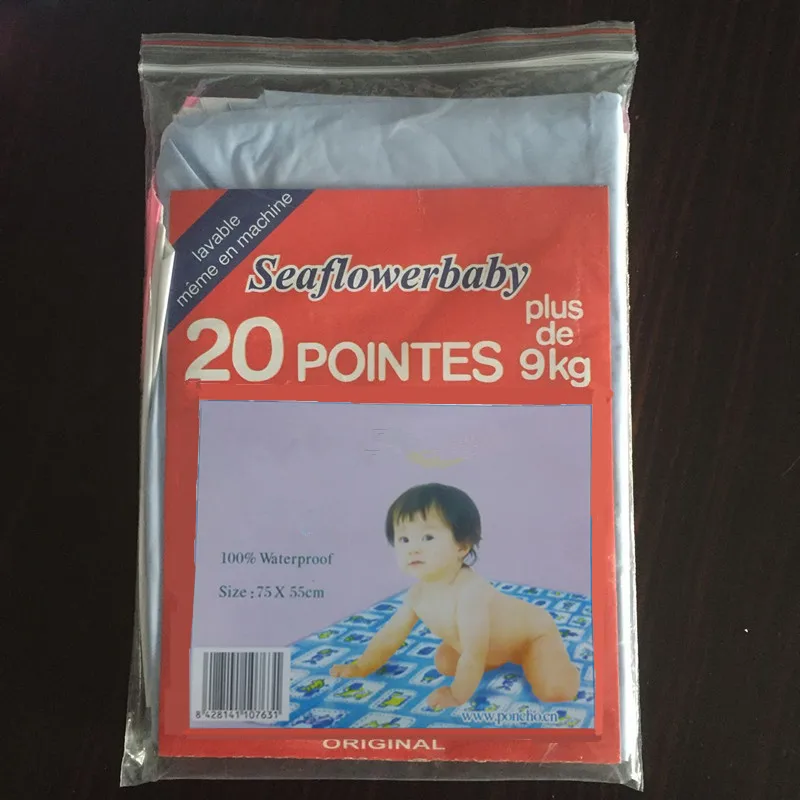 lavable
même en machine
Seaflowerbaby
20 POINTES
plus
de
9kg
100% Waterproof
Size : 75 X 55cm
8 428141 107631
www.poncho.cn
ORIGINAL